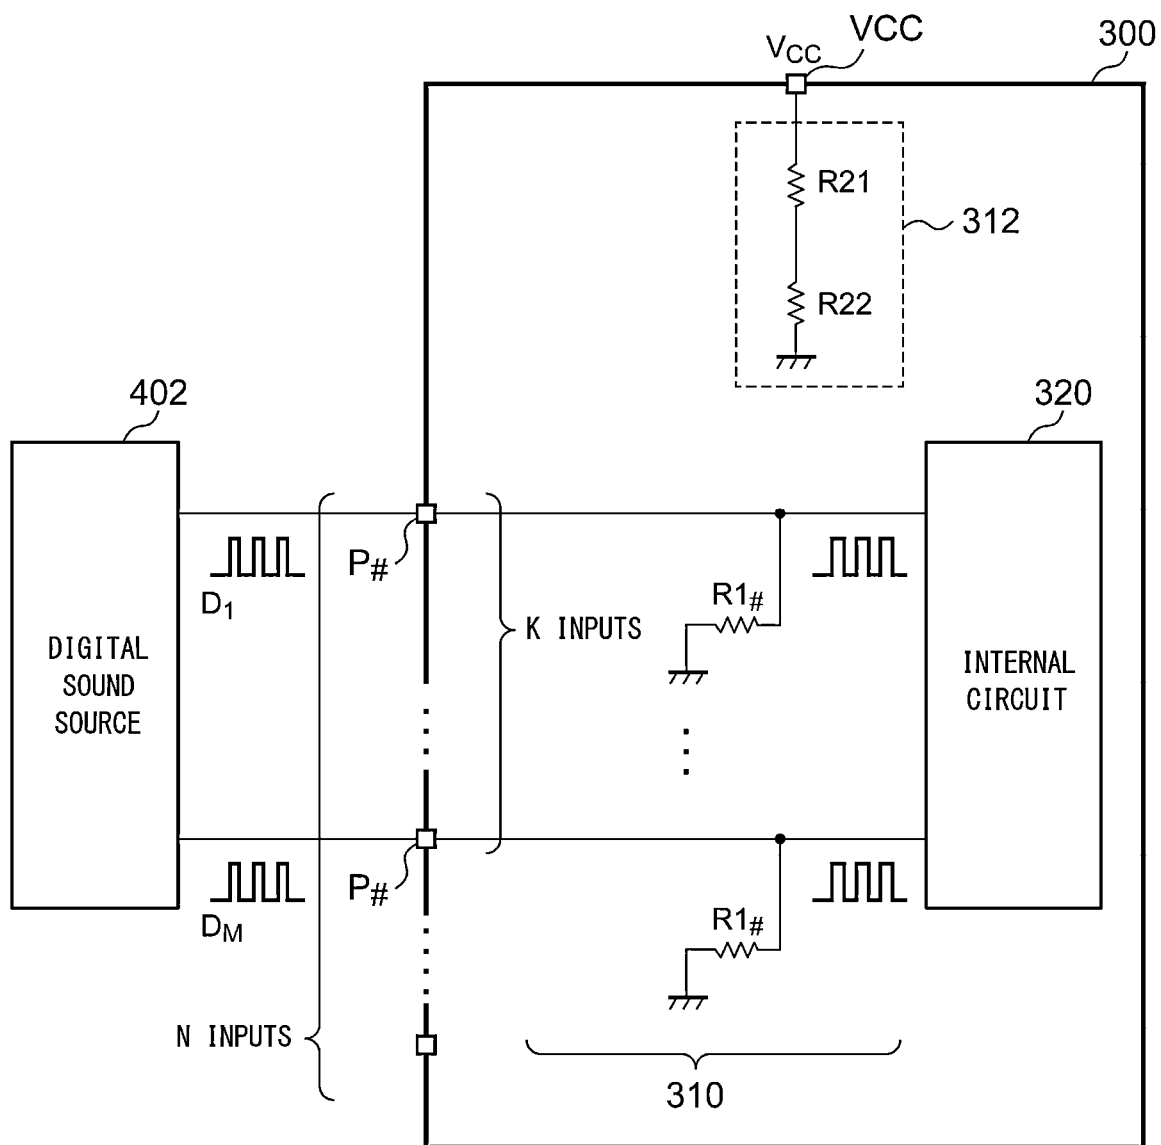 V_CC
VCC
300
R21
312
R22
402
320
P#
D1
R1#
K INPUTS
DIGITAL
SOUND
SOURCE
INTERNAL
CIRCUIT
P#
DM
R1#
N INPUTS
310